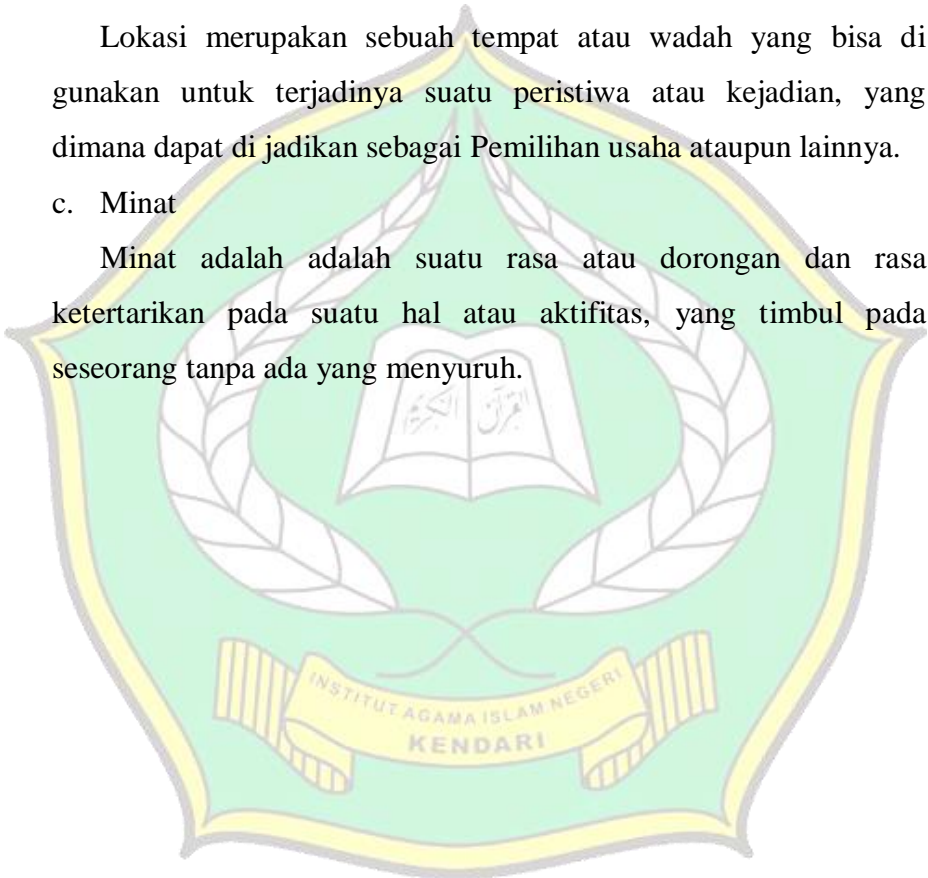 Lokasi merupakan sebuah tempat atau wadah yang bisa di
gunakan untuk terjadinya suatu peristiwa atau kejadian, yang
dimana dapat di jadikan sebagai Pemilihan usaha ataupun lainnya.
c. Minat
Minat adalah adalah suatu rasa atau dorongan dan rasa
ketertarikan pada suatu hal atau aktifitas, yang timbul pada
seseorang tanpa ada yang menyuruh.
القرآن الكريم
INSTITUT AGAMA ISLAM NEGERI
KENDARI